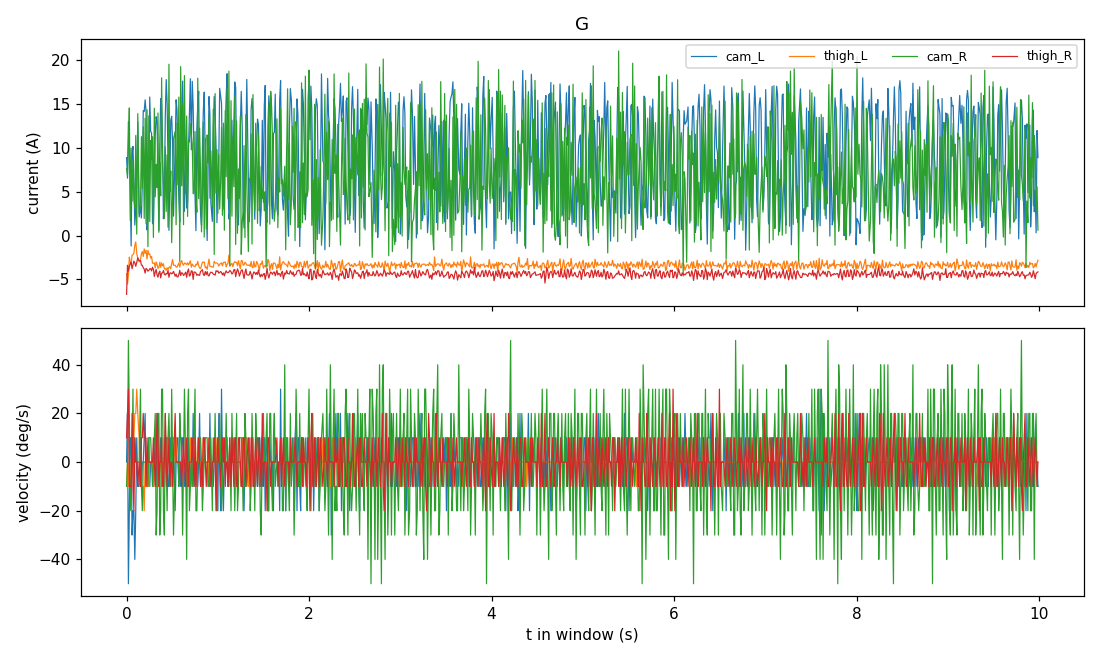 G
cam_L thigh_L cam_R thigh_R
current (A)
20
15
10
5
0
−5
velocity (deg/s)
40
20
0
−20
−40
0 2 4 6 8 10
t in window (s)